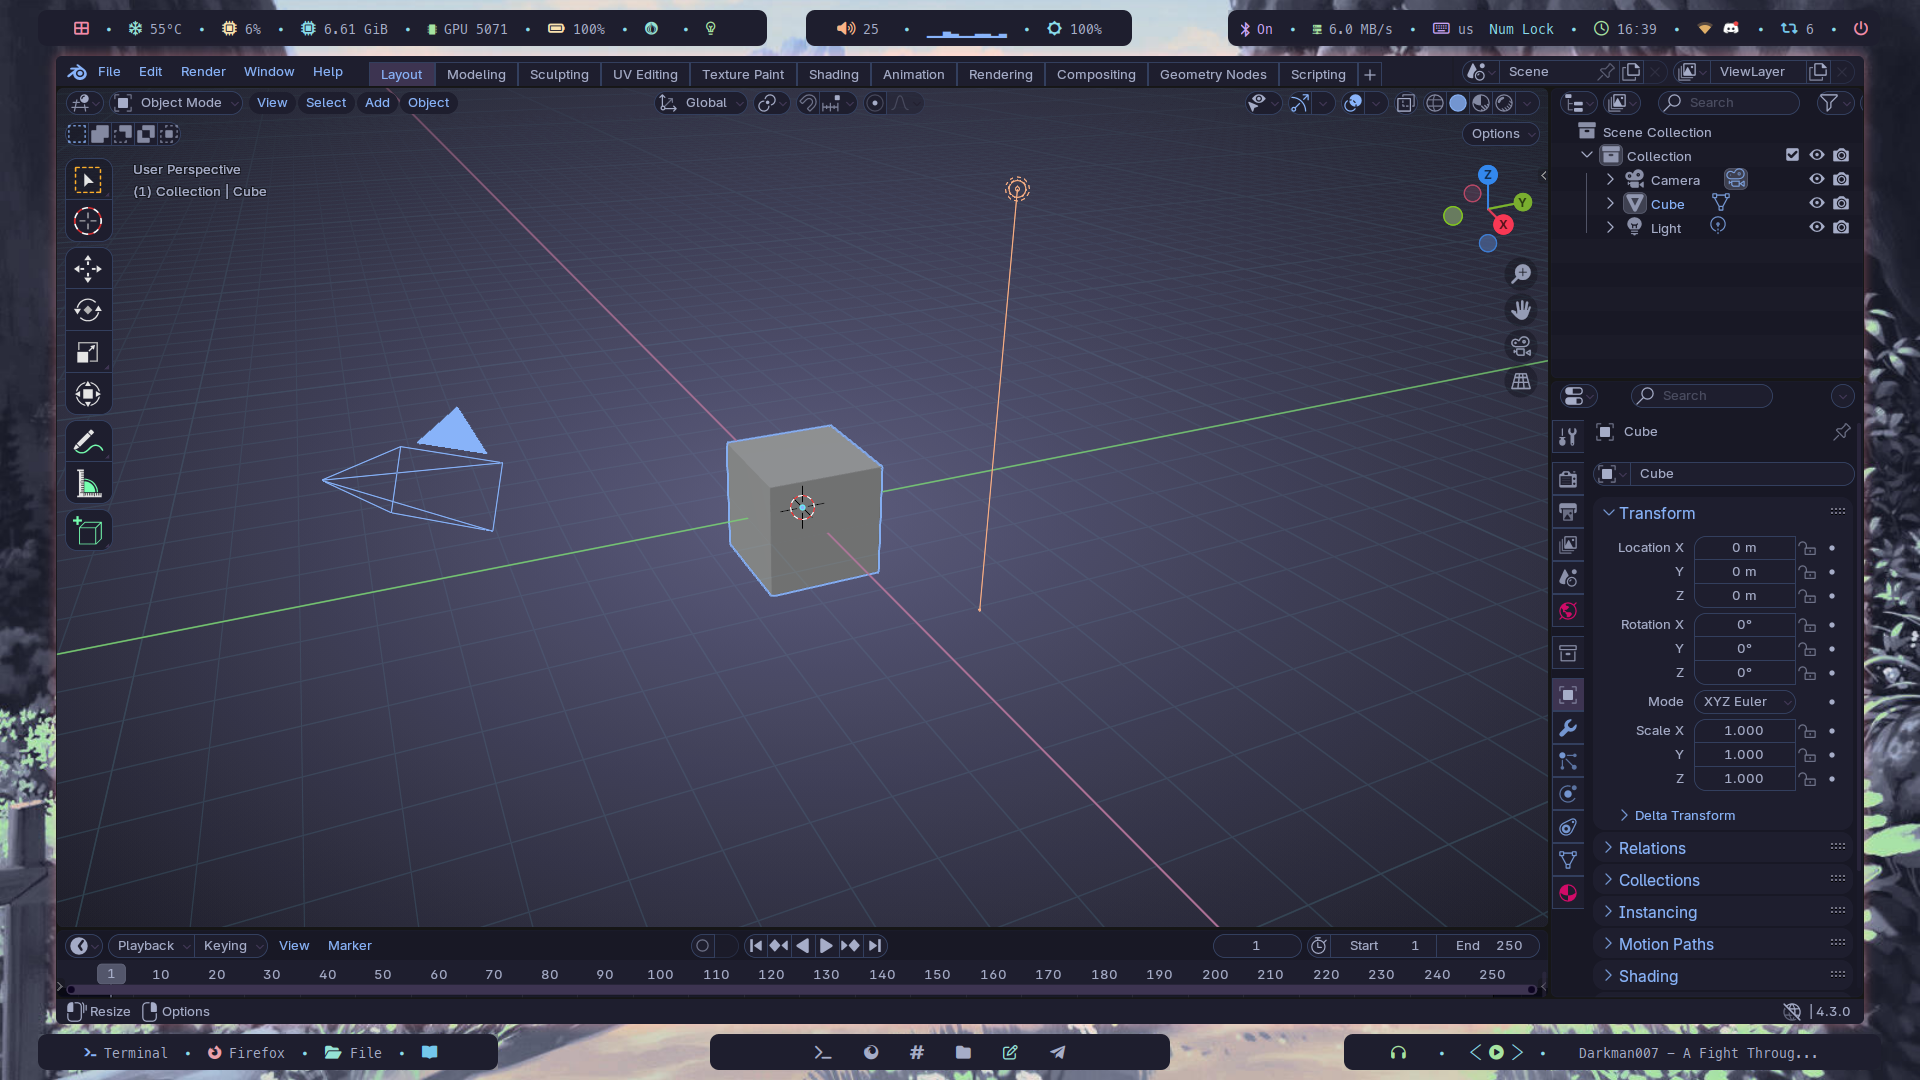 55°C 6% 6.61 GiB GPU 5071 100%
25 100%
On 6.0 MB/s us Num Lock 16:39 6
File Edit Render Window Help
Layout Modeling Sculpting UV Editing Texture Paint Shading Animation Rendering Compositing Geometry Nodes Scripting +
Scene ViewLayer
Object Mode View Select Add Object
Global
Options
User Perspective
(1) Collection | Cube
Z
Y
X
Search
Scene Collection
Collection
Camera
Cube
Light
Search
Cube
Cube
Transform
Location X 0 m
Y 0 m
Z 0 m
Rotation X 0°
Y 0°
Z 0°
Mode XYZ Euler
Scale X 1.000
Y 1.000
Z 1.000
Delta Transform
Relations
Collections
Instancing
Motion Paths
Shading
Playback Keying View Marker
1 Start 1 End 250
1 10 20 30 40 50 60 70 80 90 100 110 120 130 140 150 160 170 180 190 200 210 220 230 240 250
Resize Options
4.3.0
Terminal Firefox File
Darkman007 – A Fight Throug...